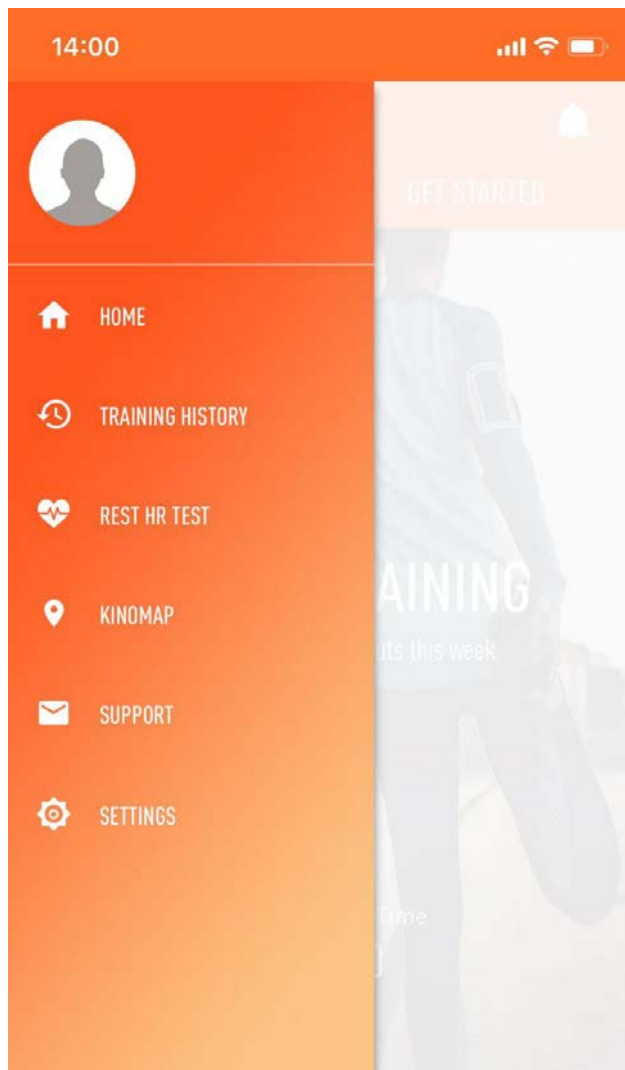 14:00
GET STARTED
HOME
TRAINING HISTORY
REST HR TEST
KINOMAP
AINING
uts this week
SUPPORT
SETTINGS
Time